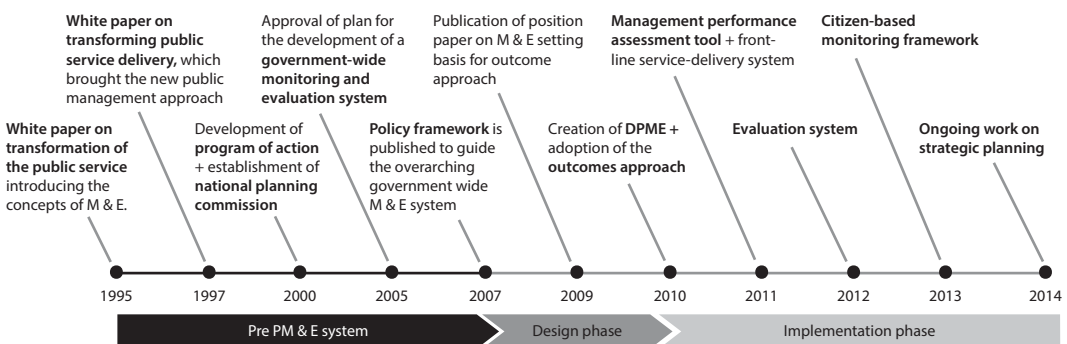 White paper on
transforming public
service delivery, which
brought the new public
management approach
Approval of plan for
the development of a
government-wide
monitoring and
evaluation system
Publication of position
paper on M & E setting
basis for outcome
approach
Management performance
assessment tool + front-
line service-delivery system
Citizen-based
monitoring framework
White paper on
transformation of
the public service
introducing the
concepts of M & E.
Development of
program of action
+ establishment of
national planning
commission
Policy framework is
published to guide
the overarching
government wide
M & E system
Creation of DPME +
adoption of the
outcomes approach
Evaluation system
Ongoing work on
strategic planning
1995 1997 2000 2005 2007 2009 2010 2011 2012 2013 2014
Pre PM & E system Design phase Implementation phase